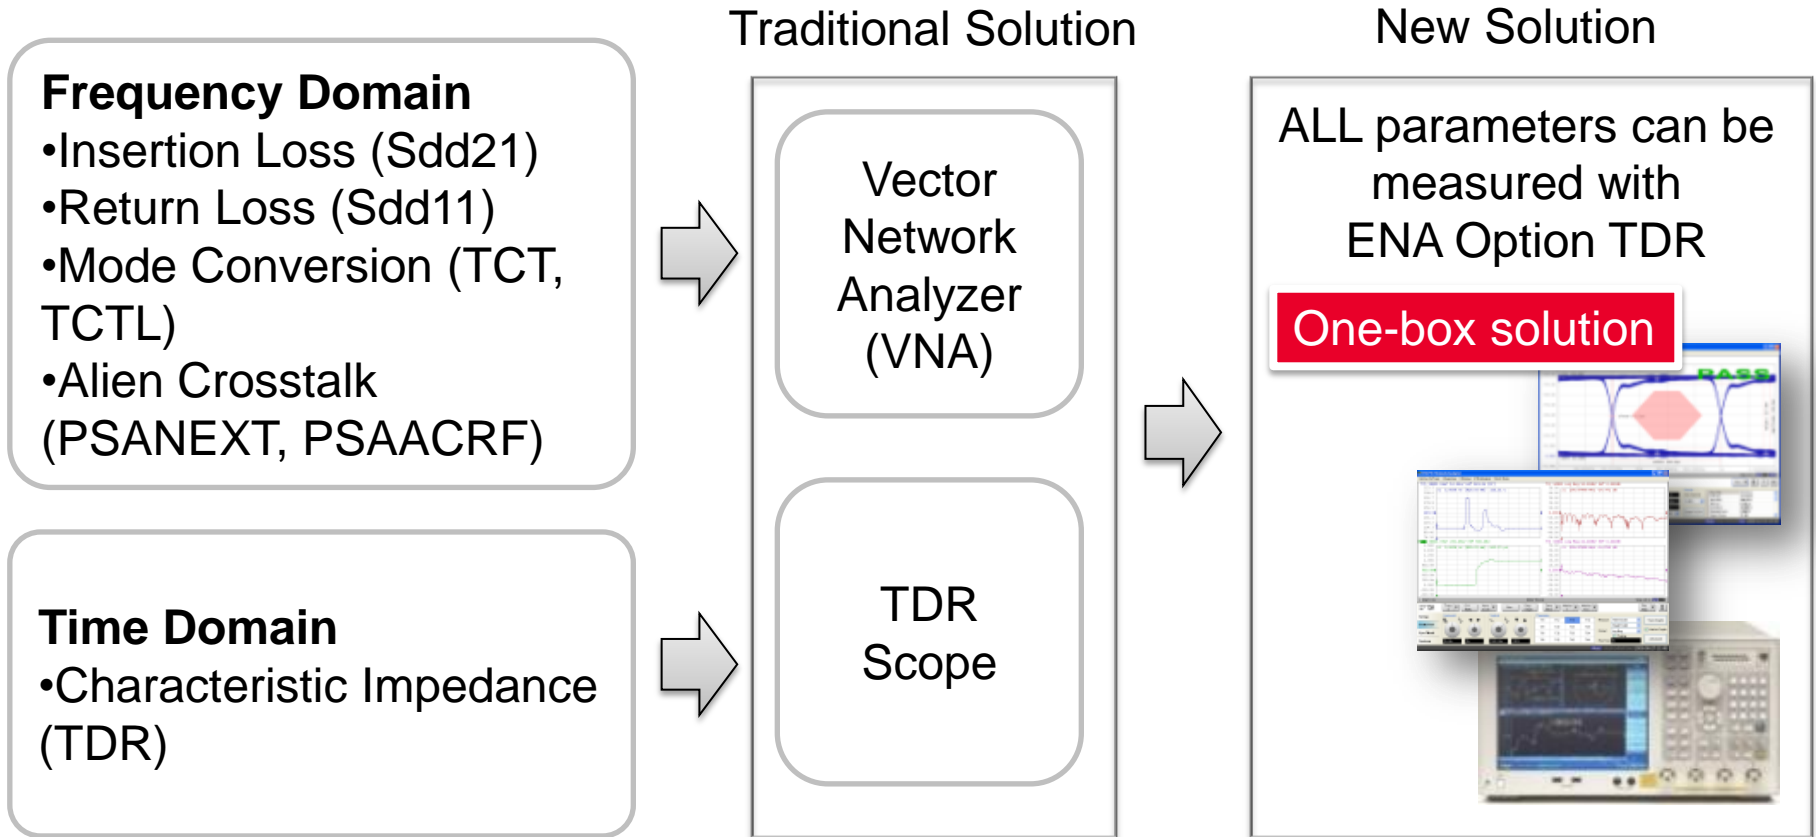 Traditional Solution
New Solution
Frequency Domain
•Insertion Loss (Sdd21)
•Return Loss (Sdd11)
•Mode Conversion (TCT,
TCTL)
•Alien Crosstalk
(PSANEXT, PSAACRF)
Time Domain
•Characteristic Impedance
(TDR)
Vector
Network
Analyzer
(VNA)
TDR
Scope
ALL parameters can be
measured with
ENA Option TDR
One-box solution
PASS